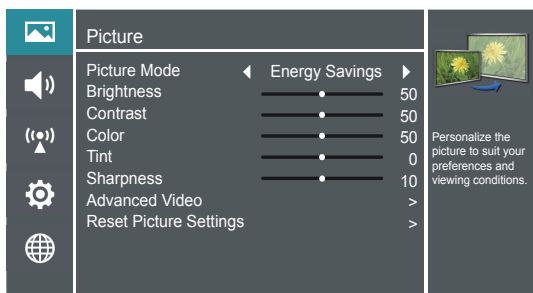 Picture
Picture Mode Energy Savings
Brightness 50
Contrast 50
Color 50
Tint 0
Sharpness 10
Advanced Video >
Reset Picture Settings >
Personalize the
picture to suit your
preferences and
viewing conditions.